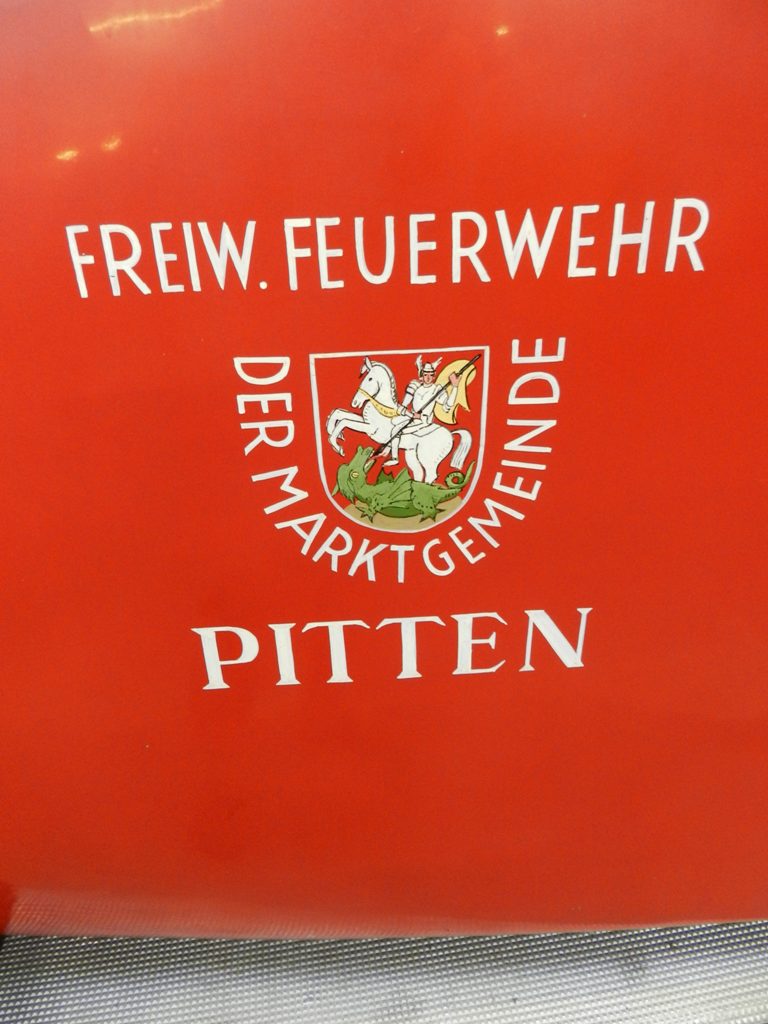 FREIW. FEUERWEHR
DER MARKTGEMEINDE
PITTEN